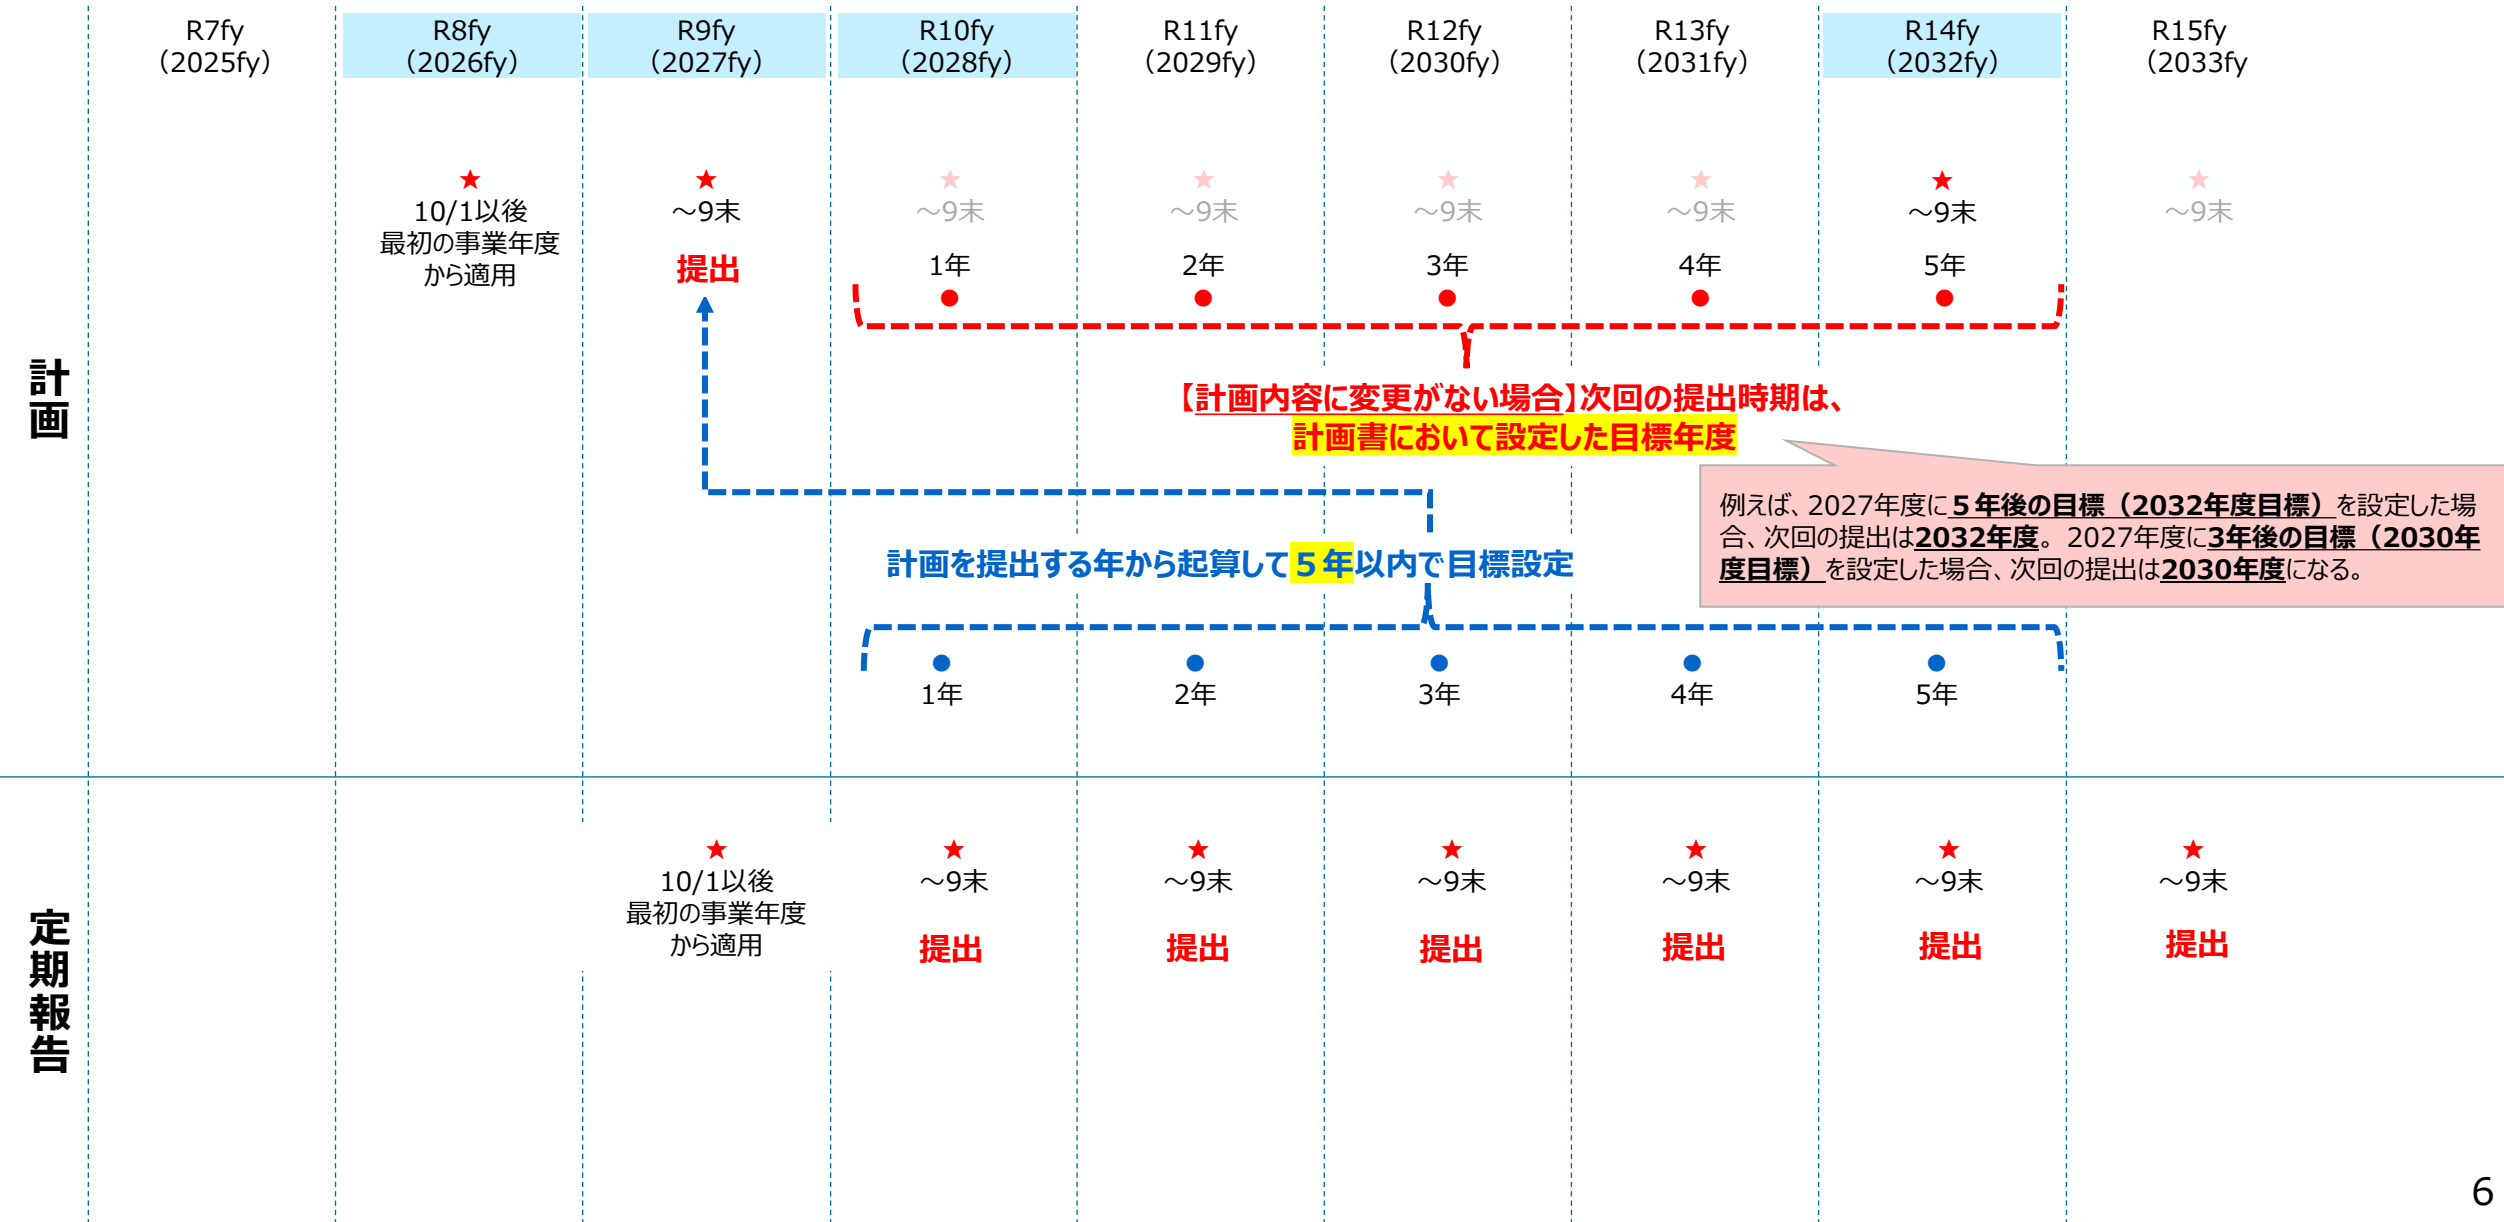 R7fy
（2025fy）
R8fy
（2026fy）
R9fy
（2027fy）
R10fy
（2028fy）
R11fy
（2029fy）
R12fy
（2030fy）
R13fy
（2031fy）
R14fy
（2032fy）
R15fy
（2033fy
計画
★
10/1以後
最初の事業年度
から適用
★
～9末
提出
★
～9末
1年
★
～9末
2年
★
～9末
3年
★
～9末
4年
★
～9末
5年
★
～9末
【計画内容に変更がない場合】次回の提出時期は、
計画書において設定した目標年度
例えば、2027年度に５年後の目標（2032年度目標）を設定した場
合、次回の提出は2032年度。2027年度に3年後の目標（2030年
度目標）を設定した場合、次回の提出は2030年度になる。
計画を提出する年から起算して５年以内で目標設定
1年
2年
3年
4年
5年
定期報告
★
10/1以後
最初の事業年度
から適用
★
～9末
提出
★
～9末
提出
★
～9末
提出
★
～9末
提出
★
～9末
提出
★
～9末
提出
6